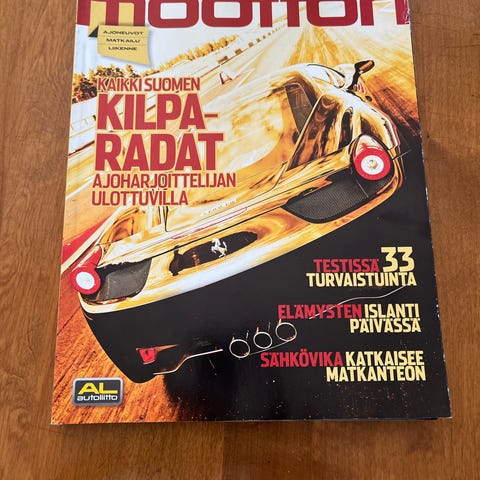 moottori
AJONEUVOT
MATKAILU
LIIKENNE
KAIKKI SUOMEN
KILPA-
RADAT
AJOHARJOITTELIJAN
ULOTTUVILLA
TESTISSÄ 33
TURVAISTUINTA
ELÄMYSTEN ISLANTI
PÄIVÄSSÄ
SÄHKÖVIKA KATKAISEE
MATKANTEON
AL
autoliitto